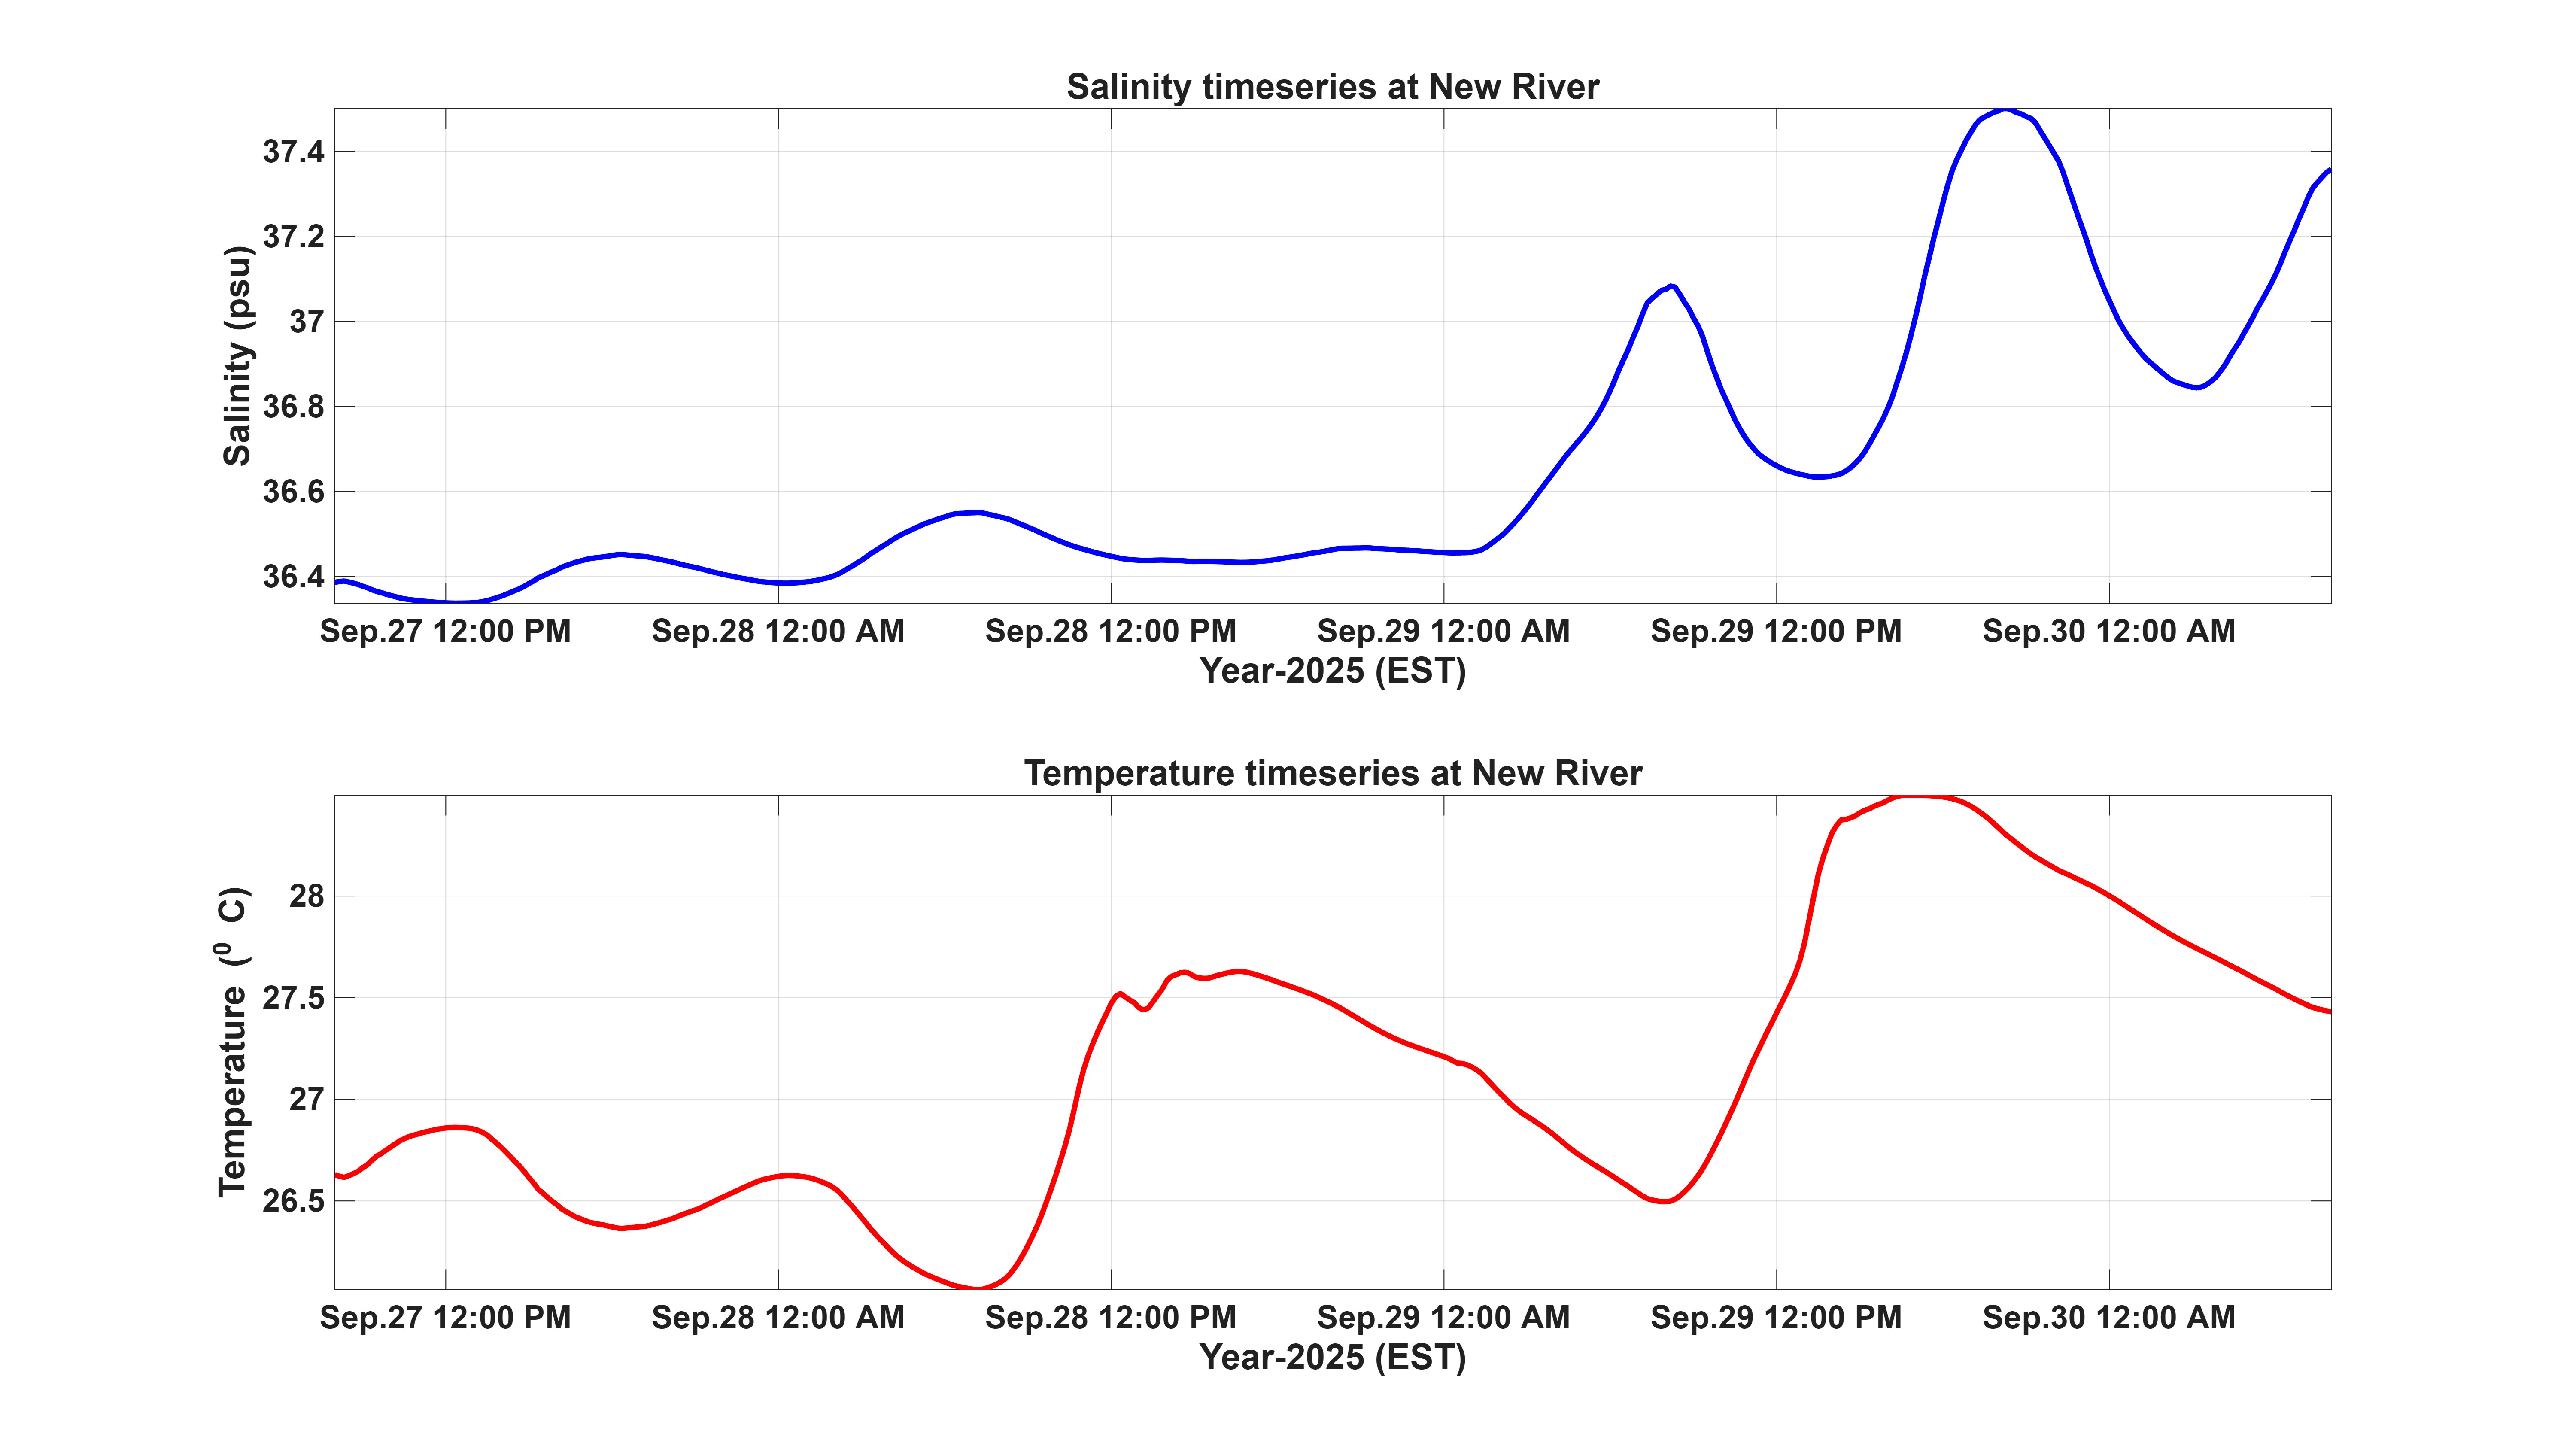 Salinity timeseries at New River
Salinity (psu)
37.4
37.2
37
36.8
36.6
36.4
Sep.27 12:00 PM Sep.28 12:00 AM Sep.28 12:00 PM Sep.29 12:00 AM Sep.29 12:00 PM Sep.30 12:00 AM
Year-2025 (EST)
Temperature timeseries at New River
Temperature (⁰ C)
28
27.5
27
26.5
Sep.27 12:00 PM Sep.28 12:00 AM Sep.28 12:00 PM Sep.29 12:00 AM Sep.29 12:00 PM Sep.30 12:00 AM
Year-2025 (EST)